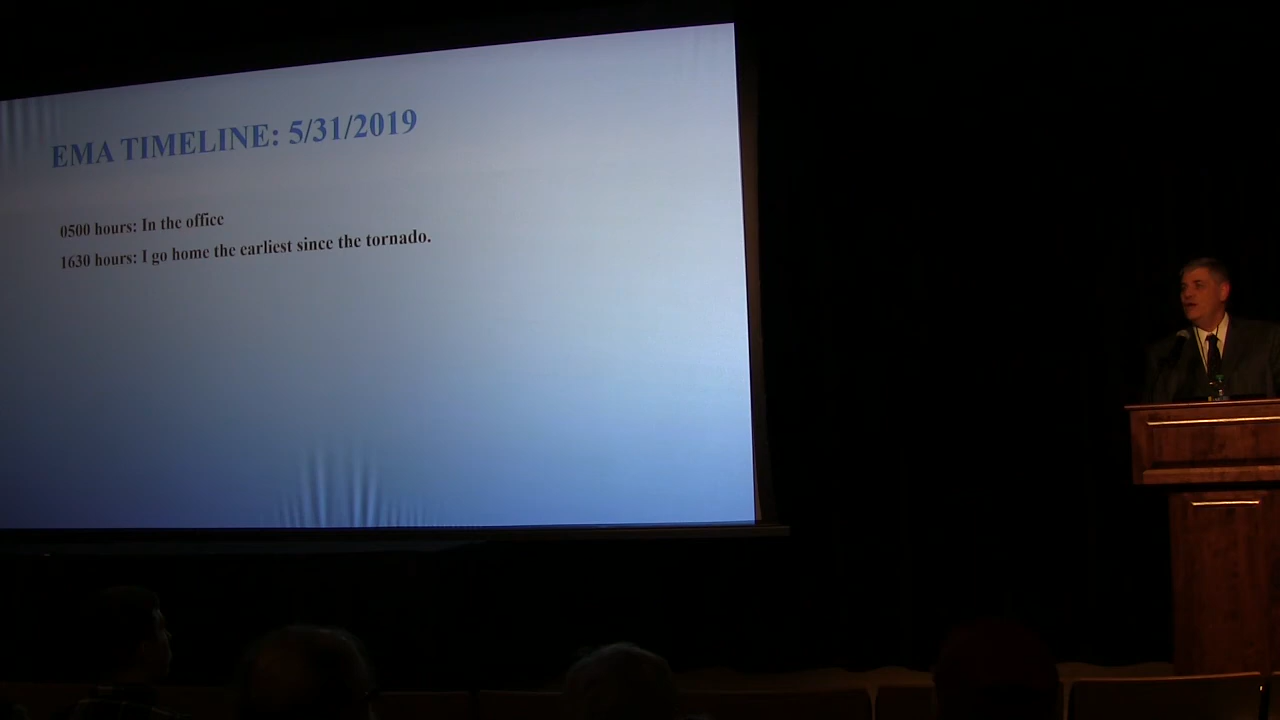 EMA TIMELINE: 5/31/2019
0500 hours: In the office
1630 hours: I go home the earliest since the tornado.